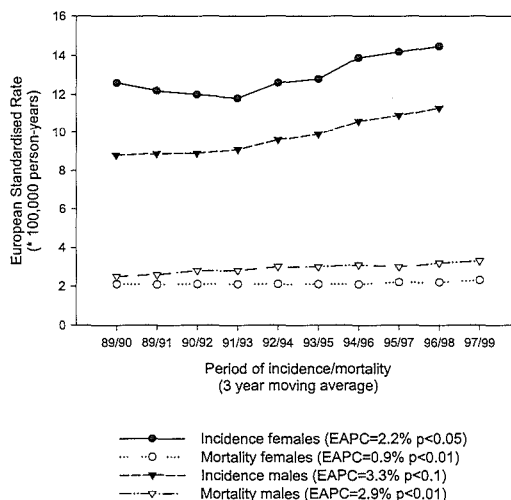 European Standardised Rate
(* 100,000 person-years)
16
14
12
10
8
6
4
2
0
89/90 89/91 90/92 91/93 92/94 93/95 94/96 95/97 96/98 97/99
Period of incidence/mortality
(3 year moving average)
Incidence females (EAPC=2.2% p<0.05)
Mortality females (EAPC=0.9% p<0.01)
Incidence males (EAPC=3.3% p<0.1)
Mortality males (EAPC=2.9% p<0.01)